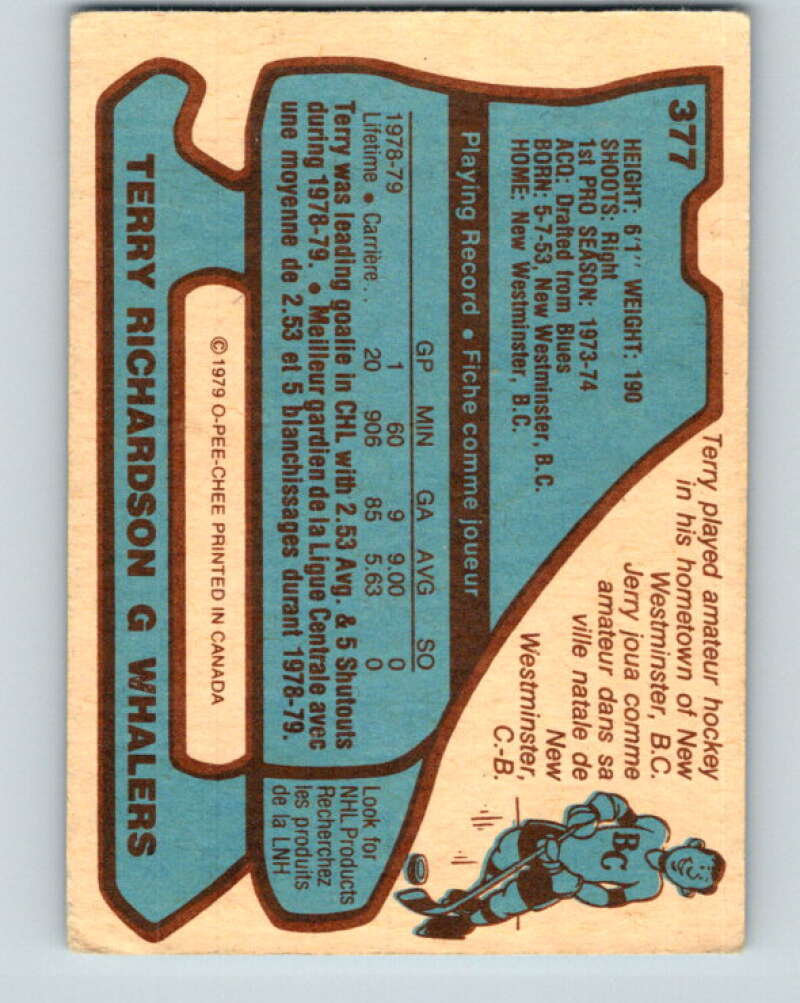 377
HEIGHT: 6'1" WEIGHT: 190
SHOOTS: Right
1st PRO SEASON: 1973-74
ACQ: Drafted from Blues
BORN: 5-7-53, New Westminster, B.C.
HOME: New Westminster, B.C.
Terry played amateur hockey
in his hometown of New
Westminster, B.C.
Jerry joua comme
amateur dans sa
ville natale de
New
Westminster,
C.-B.
BC
Playing Record • Fiche comme joueur
GP MIN GA AVG SO
1978-79 1 60 9 9.00 0
Lifetime • Carrière.. 20 906 85 5.63 0
Terry was leading goalie in CHL with 2.53 Avg. & 5 Shutouts
during 1978-79. • Meilleur gardien de la Ligue Centrale avec
une moyenne de 2.53 et 5 blanchissages durant 1978-79.
Look for
NHL Products
Recherchez
les produits
de la LNH
© 1979 O-PEE-CHEE PRINTED IN CANADA
TERRY RICHARDSON G WHALERS